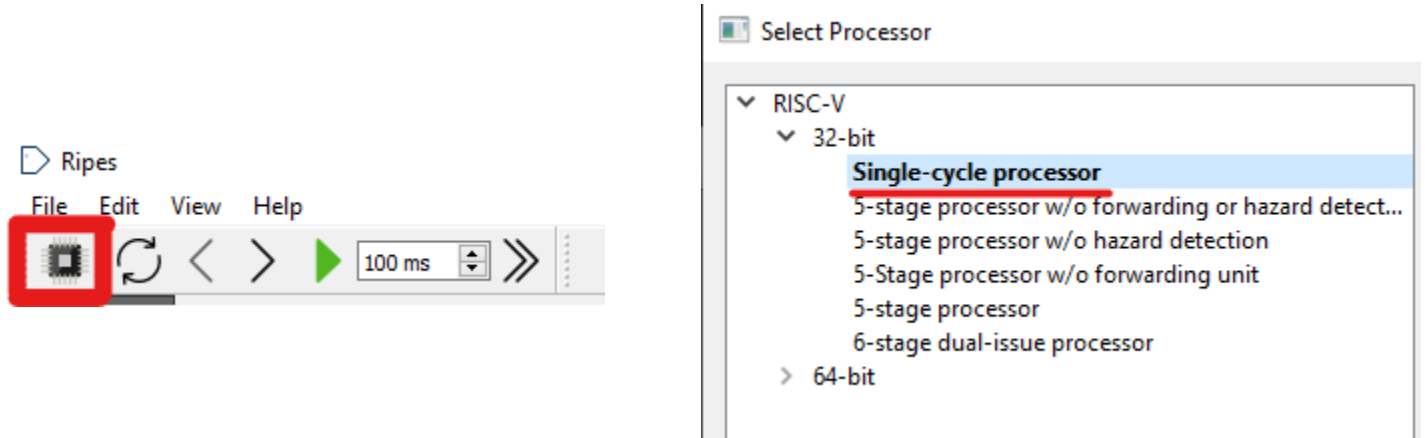 Ripes
File Edit View Help
100 ms
Select Processor
RISC-V
32-bit
Single-cycle processor
5-stage processor w/o forwarding or hazard detect...
5-stage processor w/o hazard detection
5-Stage processor w/o forwarding unit
5-stage processor
6-stage dual-issue processor
64-bit